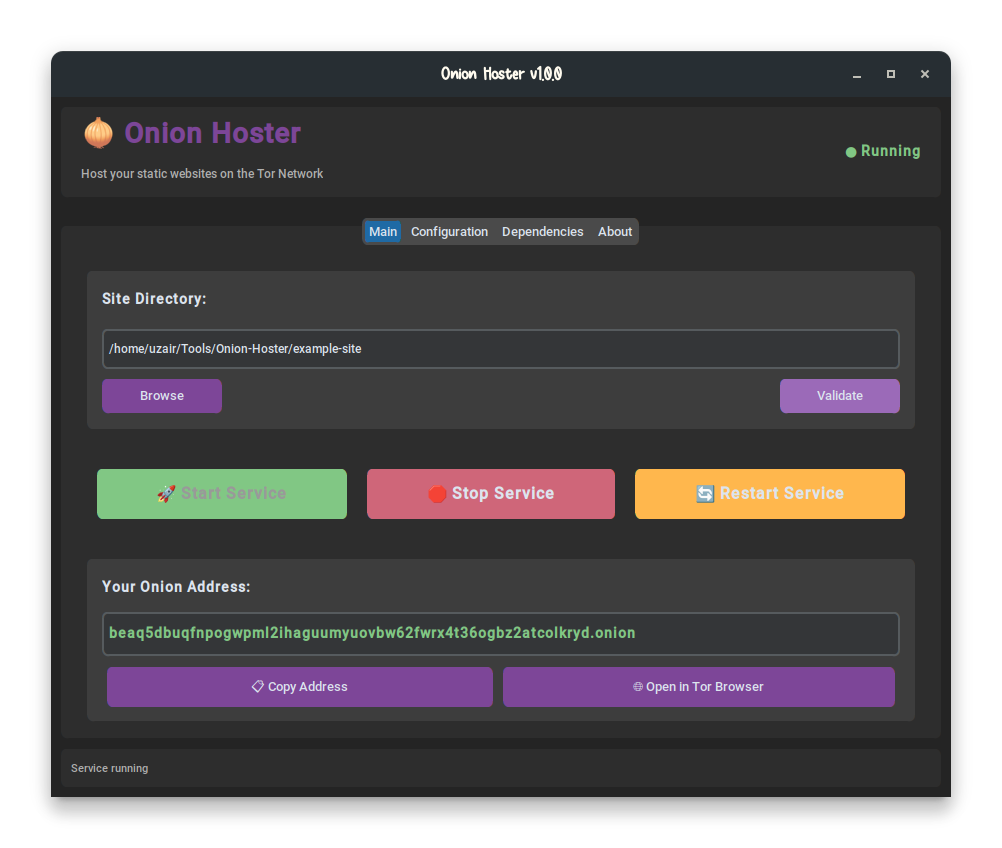 Onion Hoster v1.0.0
Onion Hoster
Running
Host your static websites on the Tor Network
Main Configuration Dependencies About
Site Directory:
/home/uzair/Tools/Onion-Hoster/example-site
Browse Validate
Start Service Stop Service Restart Service
Your Onion Address:
beaq5dbuqfnpogwpml2ihaguumyuovbw62fwrx4t36ogbz2atcolkryd.onion
Copy Address Open in Tor Browser
Service running